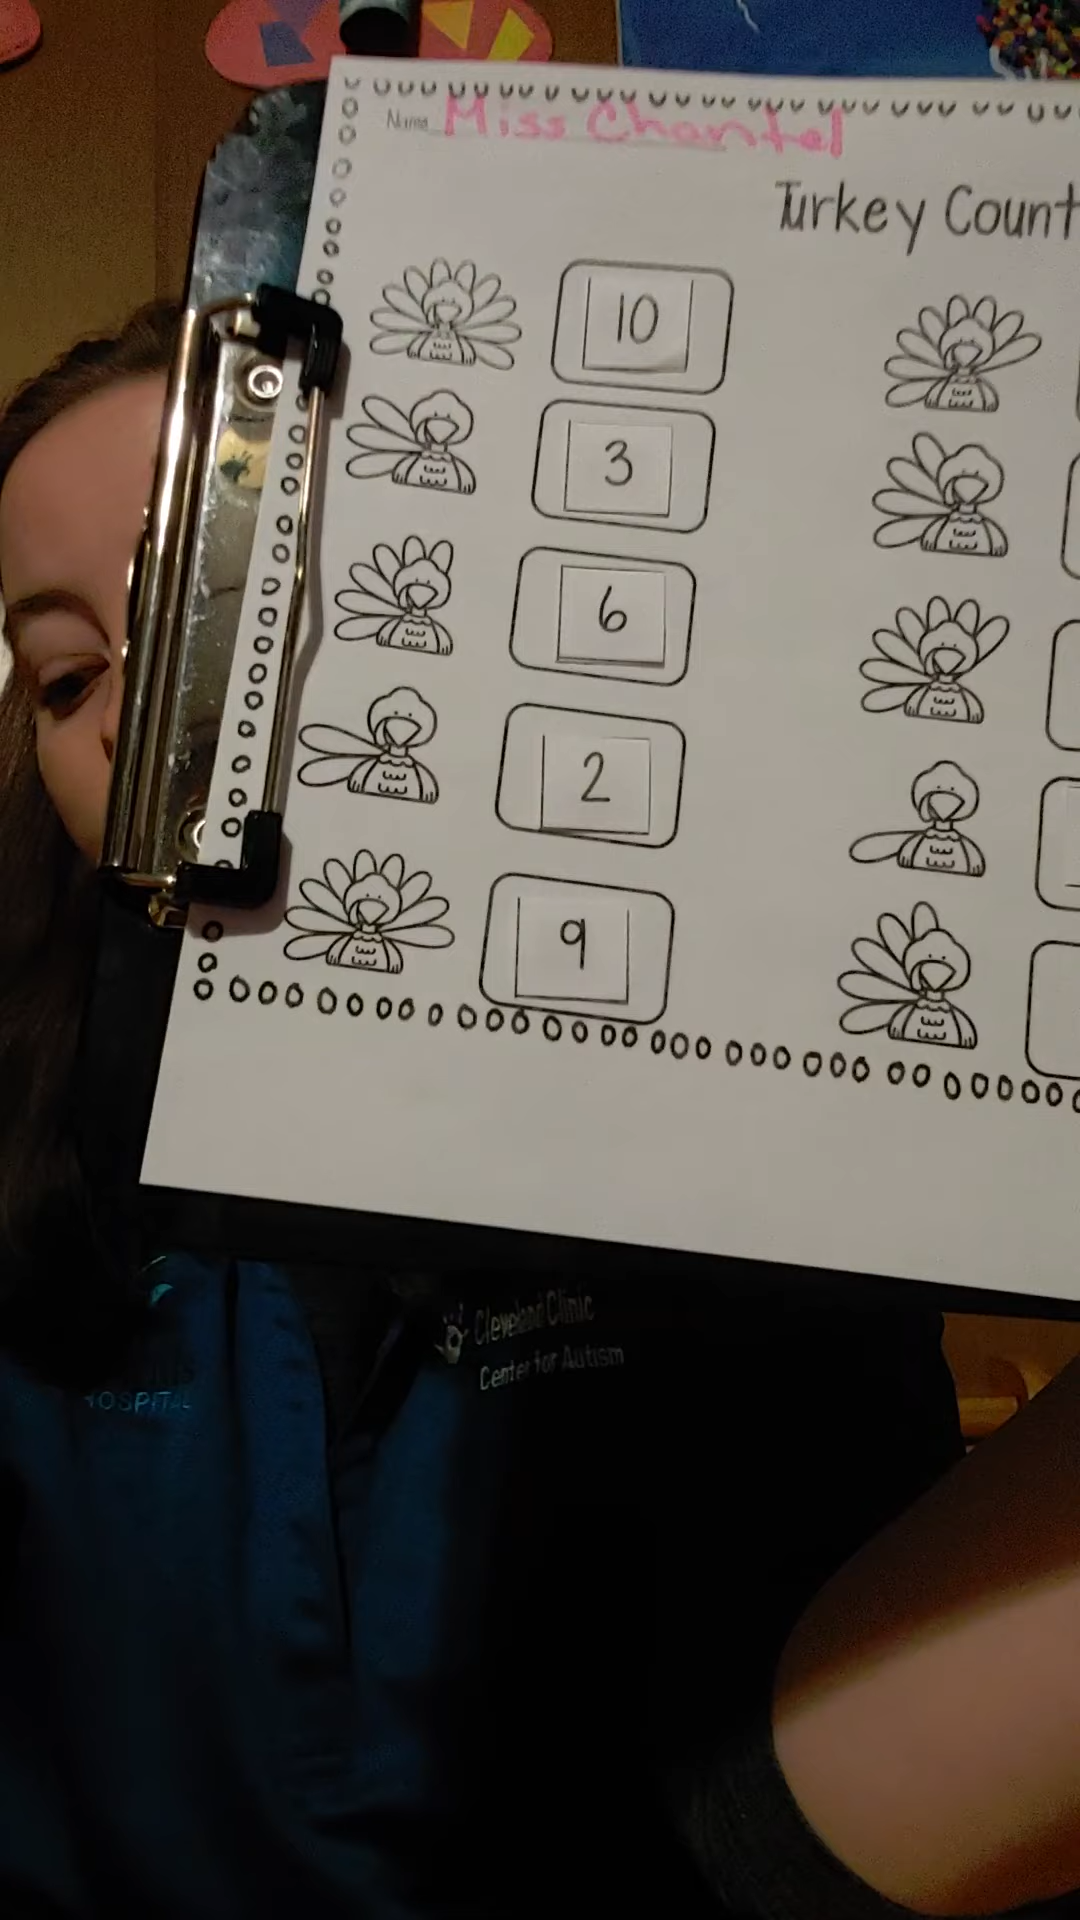 Name Miss Chantel
Turkey Count
10
3
6
2
9
Cleveland Clinic
Center for Autism
HOSPITAL